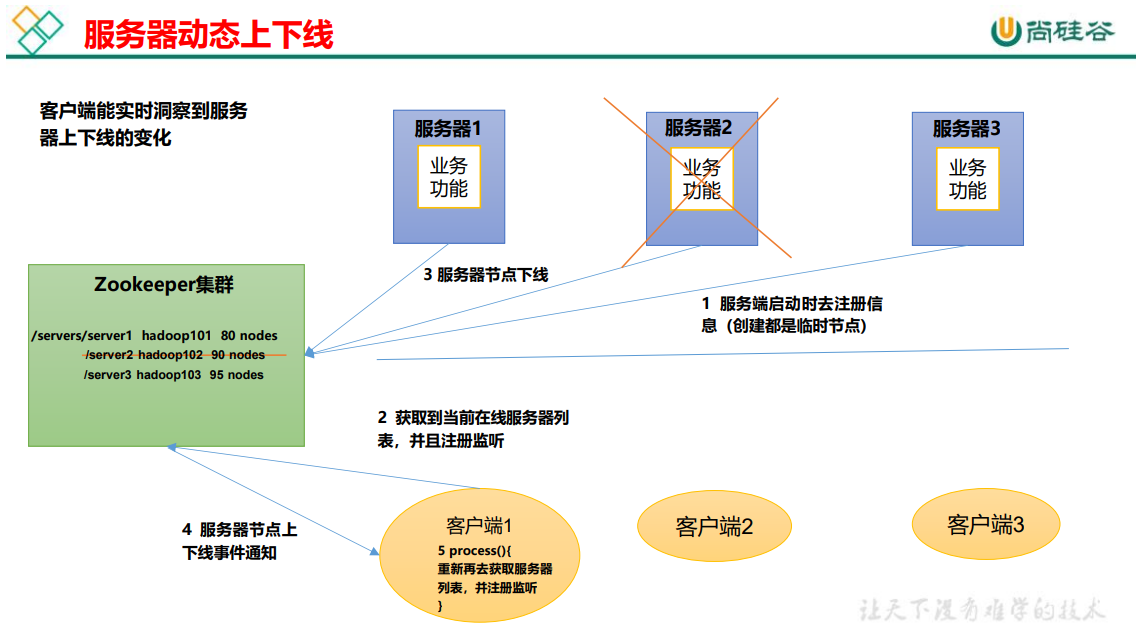 服务器动态上下线
尚硅谷
客户端能实时洞察到服务
器上下线的变化
服务器1
业务
功能
服务器2
业务
功能
服务器3
业务
功能
3 服务器节点下线
1 服务端启动时去注册信
息（创建都是临时节点）
Zookeeper集群
/servers/server1 hadoop101 80 nodes
/server2 hadoop102 90 nodes
/server3 hadoop103 95 nodes
2 获取到当前在线服务器列
表，并且注册监听
4 服务器节点上
下线事件通知
客户端1
5 process(){
重新再去获取服务器
列表，并注册监听
}
客户端2
客户端3
让天下没有难学的技术